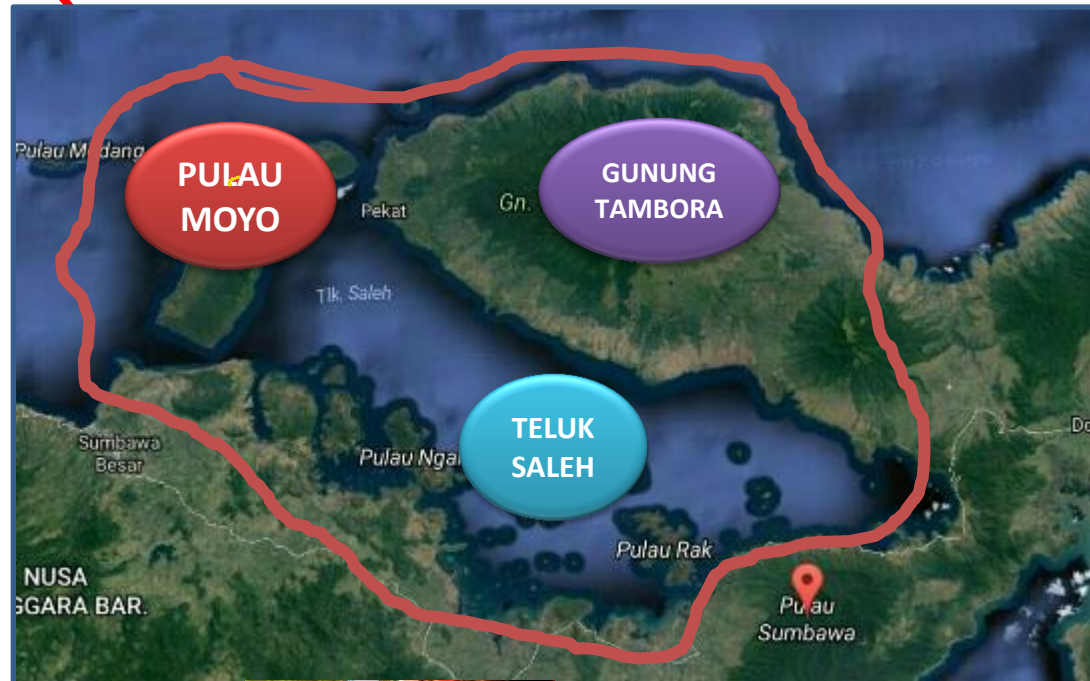 Pulau Medang
PULAU
MOYO
Pekat
Gn.
GUNUNG
TAMBORA
Tlk. Saleh
Sumbawa
Besar
Pulau Nga
TELUK
SALEH
Do
Pulau Rak
NUSA
GGARA BAR.
Pulau
Sumbawa